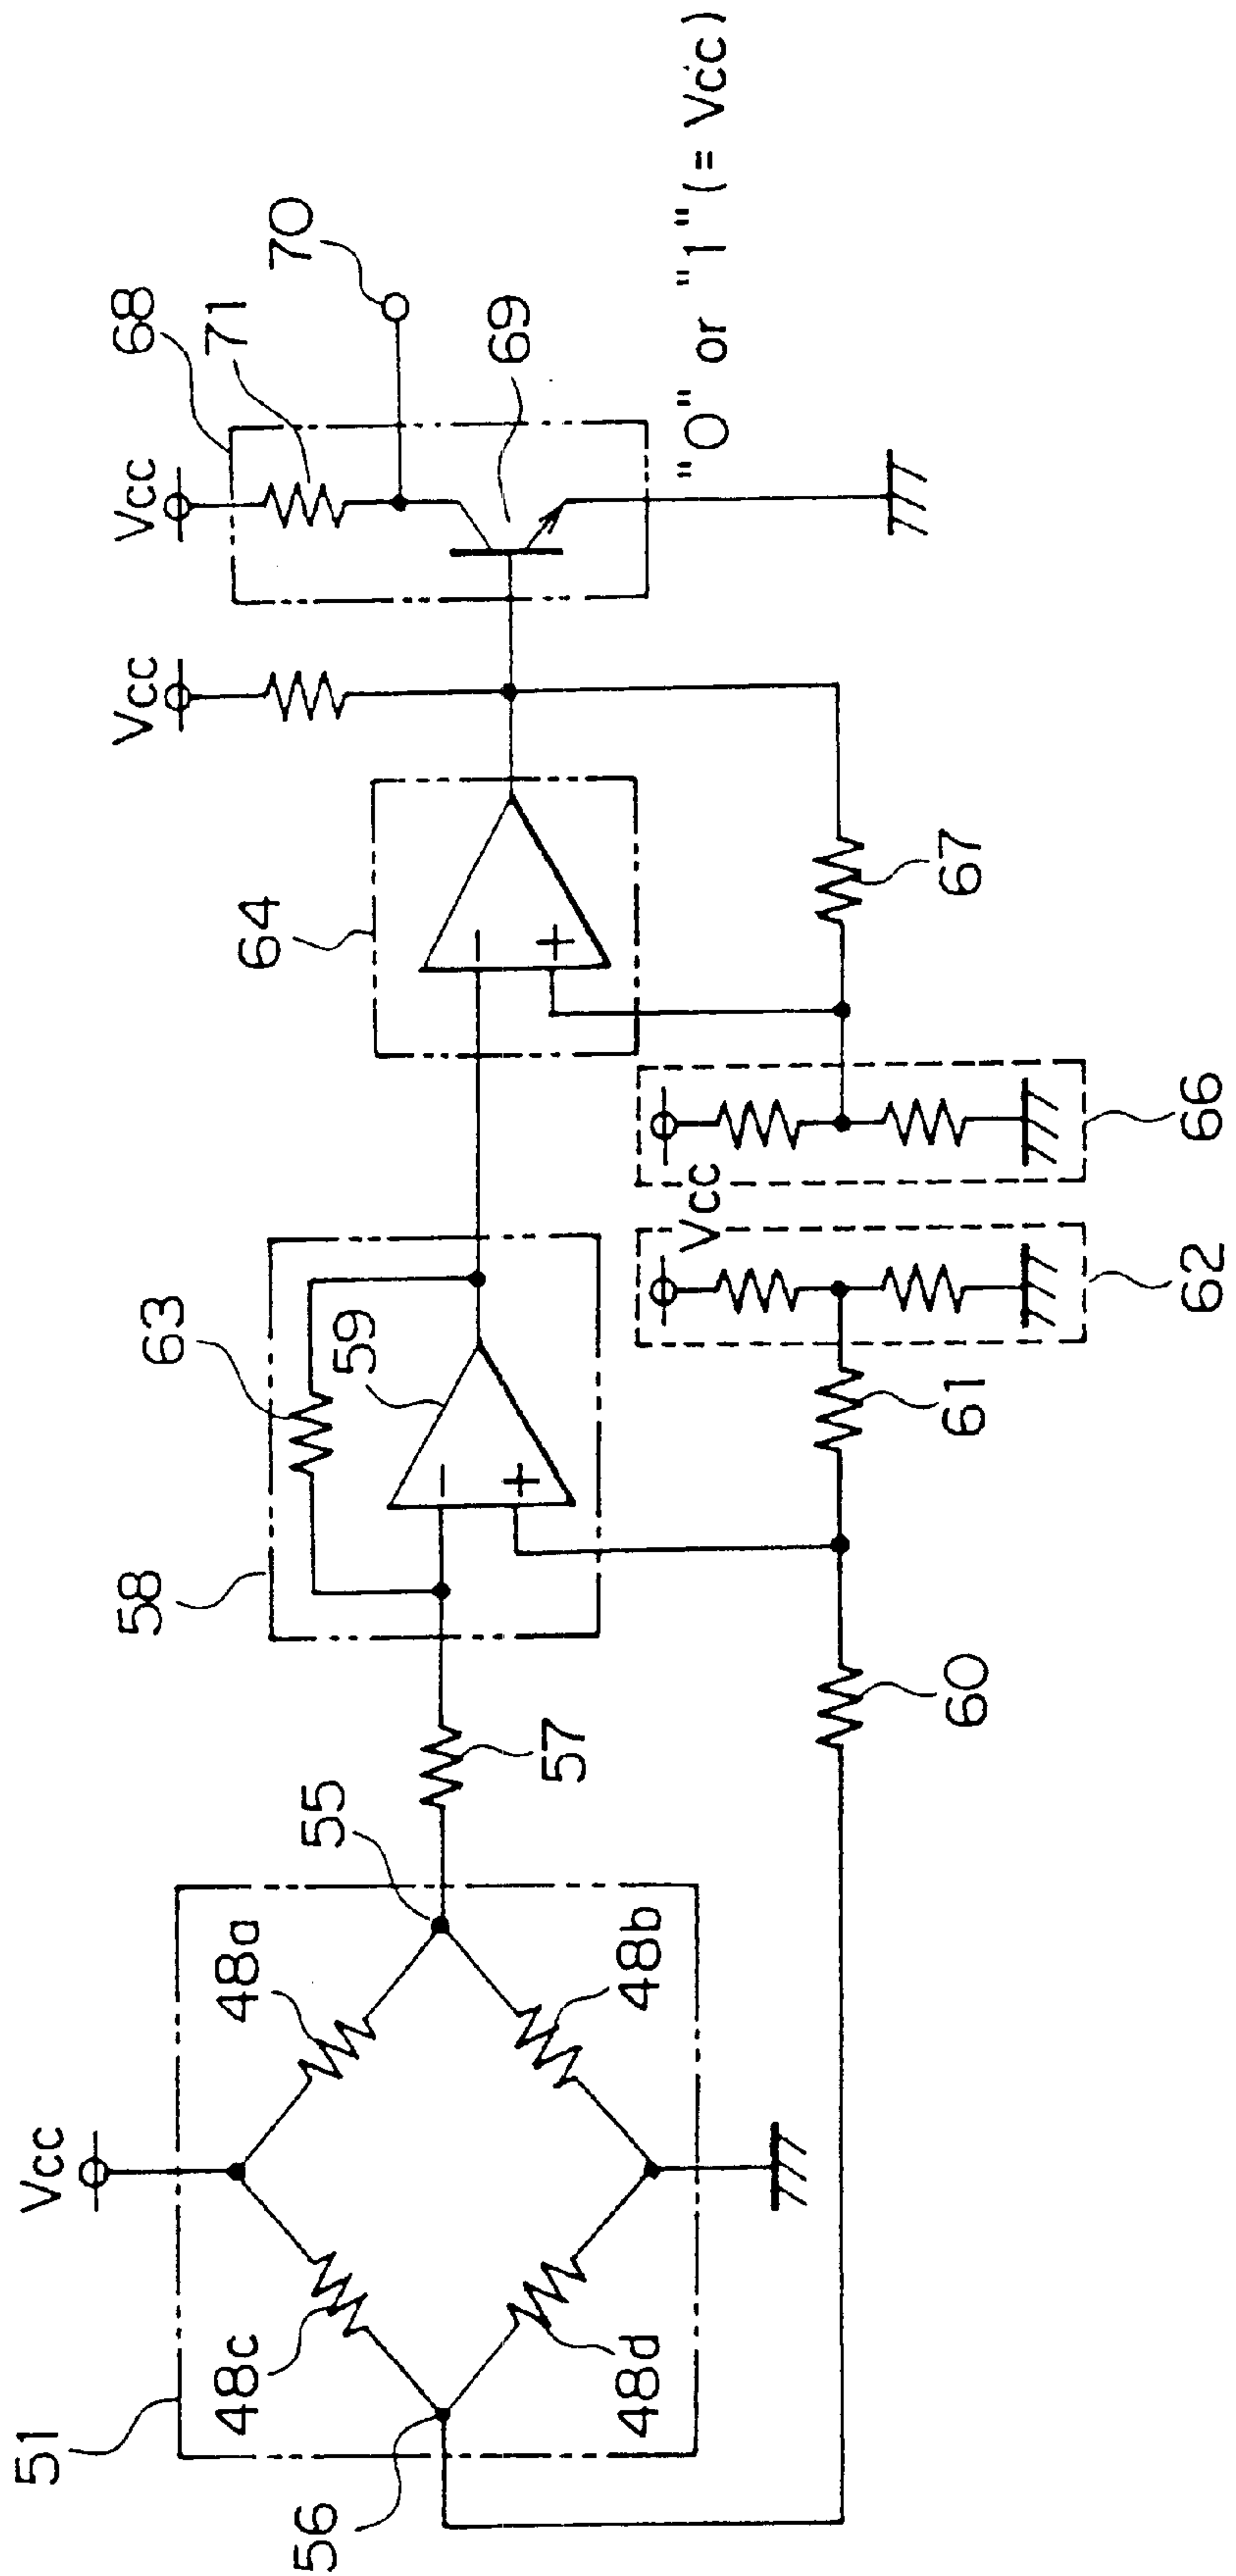 51
Vcc
48c
48a
48d
48b
56
55
57
58
63
59
−
+
60
61
62
Vcc
66
64
−
+
67
Vcc
Vcc
68
71
70
69
"0" or "1" (= Vcc)